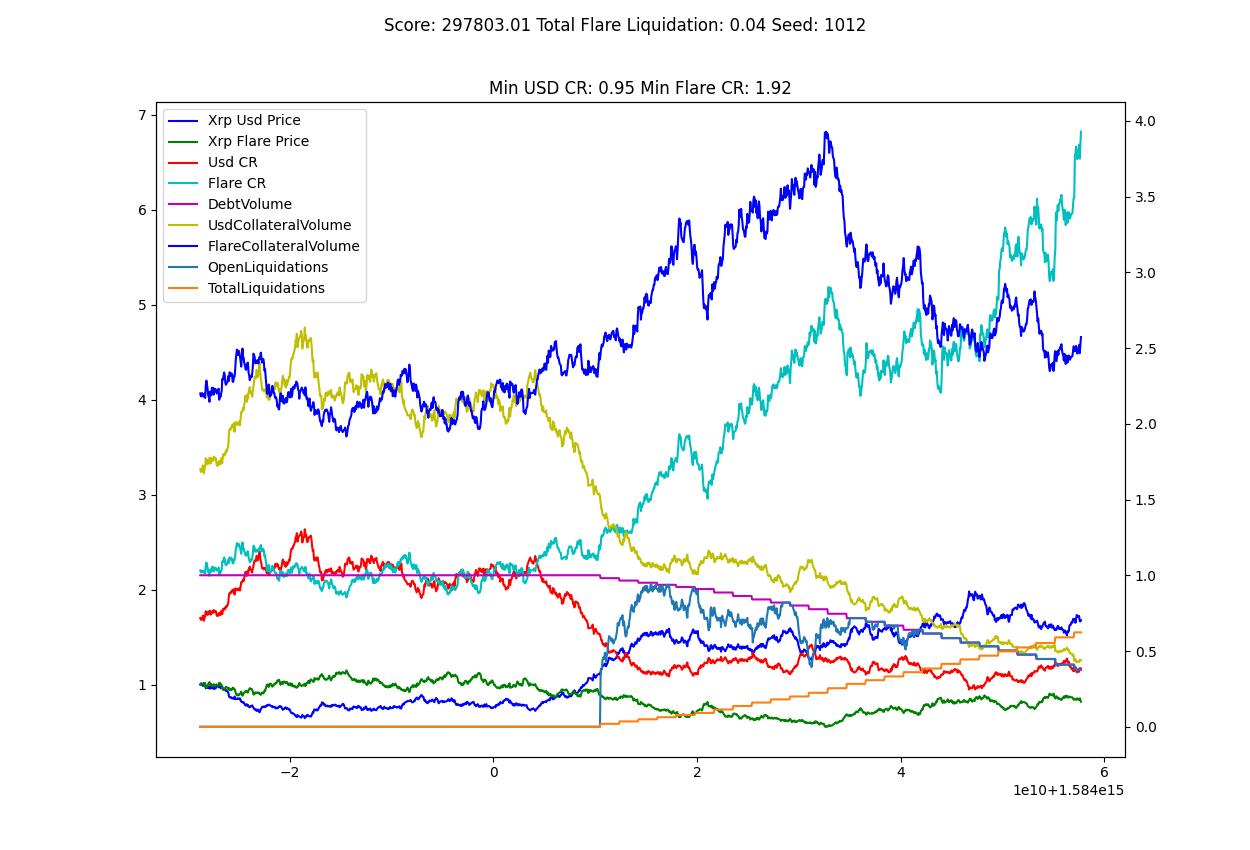 Score: 297803.01 Total Flare Liquidation: 0.04 Seed: 1012
Min USD CR: 0.95 Min Flare CR: 1.92
Xrp Usd Price
Xrp Flare Price
Usd CR
Flare CR
DebtVolume
UsdCollateralVolume
FlareCollateralVolume
OpenLiquidations
TotalLiquidations
7
6
5
4
3
2
1
4.0
3.5
3.0
2.5
2.0
1.5
1.0
0.5
0.0
−2
0
2
4
6
1e10+1.584e15